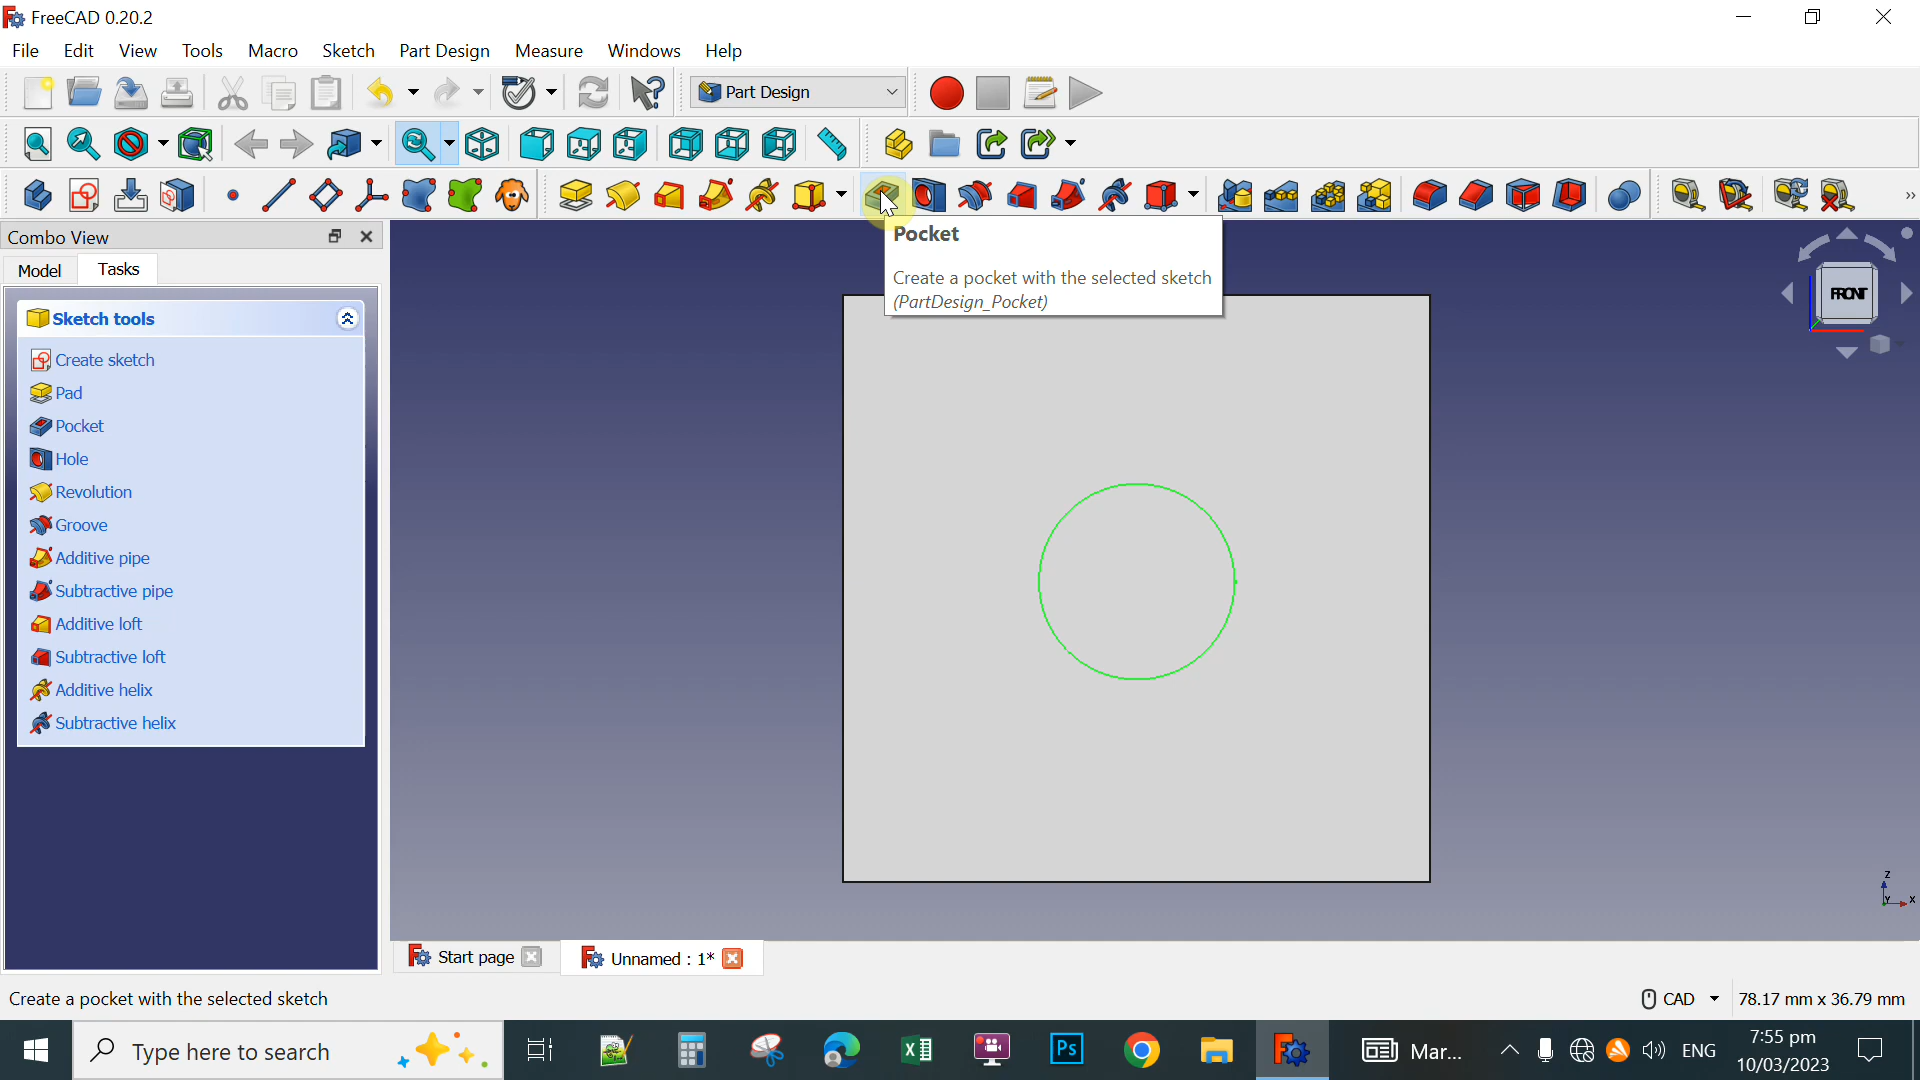 FreeCAD 0.20.2
File Edit View Tools Macro Sketch Part Design Measure Windows Help
Part Design
Combo View
Model Tasks
Sketch tools
Create sketch
Pad
Pocket
Hole
Revolution
Groove
Additive pipe
Subtractive pipe
Additive loft
Subtractive loft
Additive helix
Subtractive helix
Pocket
Create a pocket with the selected sketch
(PartDesign_Pocket)
FRONT
Z
Y
X
Start page Unnamed : 1*
Create a pocket with the selected sketch CAD 78.17 mm x 36.79 mm
Type here to search Ps Mar... ENG 7:55 pm
10/03/2023